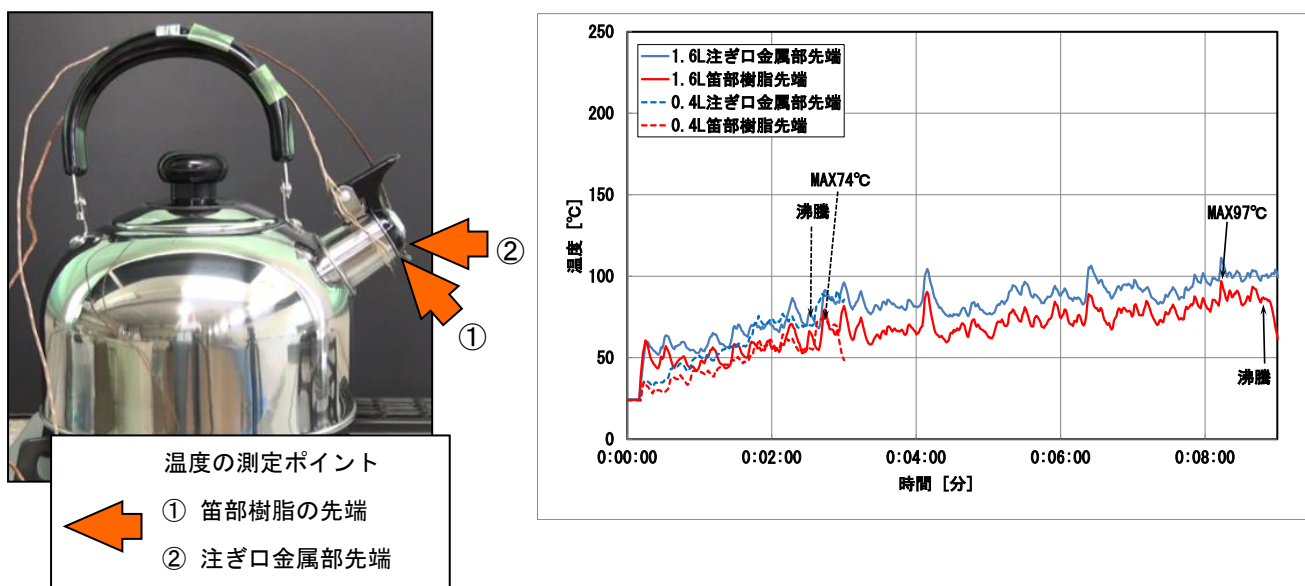 ②
①
温度の測定ポイント
① 笛部樹脂の先端
② 注ぎ口金属部先端
250
200
150
100
50
0
温度 [℃]
1.6L注ぎ口金属部先端
1.6L笛部樹脂先端
0.4L注ぎ口金属部先端
0.4L笛部樹脂先端
MAX74℃
沸騰
MAX97℃
沸騰
0:00:00
0:02:00
0:04:00
0:06:00
0:08:00
時間 [分]